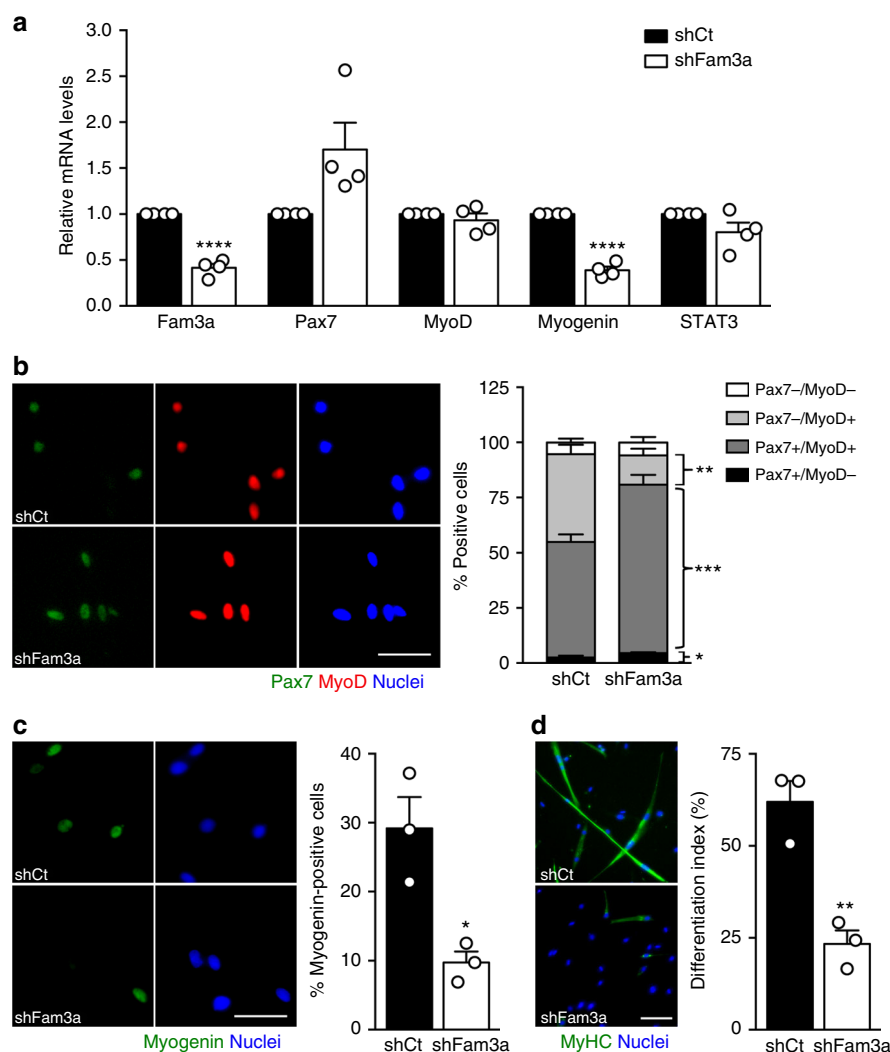 a
3.0
2.5
2.0
1.5
1.0
0.5
0.0
Relative mRNA levels
shCt
shFam3a
****
****
Fam3a Pax7 MyoD Myogenin STAT3
b
shCt
shFam3a
Pax7 MyoD Nuclei
125
100
75
50
25
0
% Positive cells
Pax7–/MyoD–
Pax7–/MyoD+
Pax7+/MyoD+
Pax7+/MyoD–
**
***
*
shCt shFam3a
c
shCt
shFam3a
Myogenin Nuclei
40
30
20
10
0
% Myogenin-positive cells
*
shCt shFam3a
d
shCt
shFam3a
MyHC Nuclei
75
50
25
0
Differentiation index (%)
**
shCt shFam3a